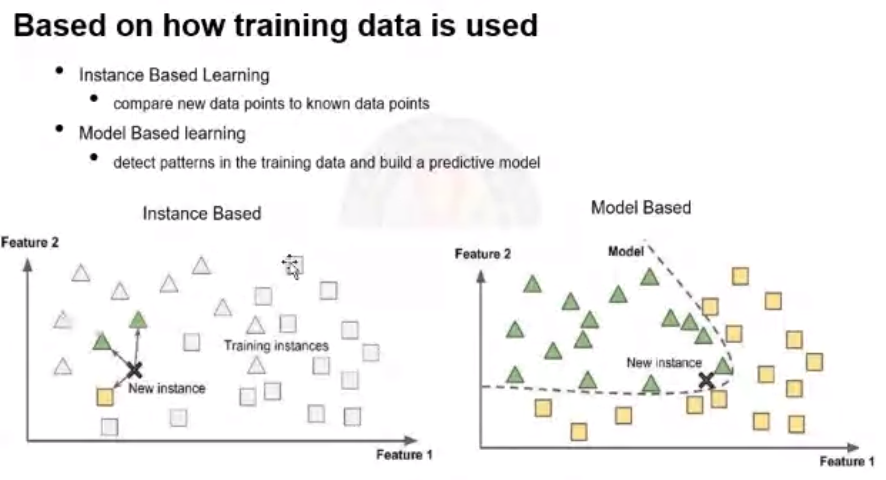 Based on how training data is used
Instance Based Learning
compare new data points to known data points
Model Based learning
detect patterns in the training data and build a predictive model
Instance Based
Feature 2
Training instances
New instance
Feature 1
Model Based
Feature 2
Model
New instance
Feature 1